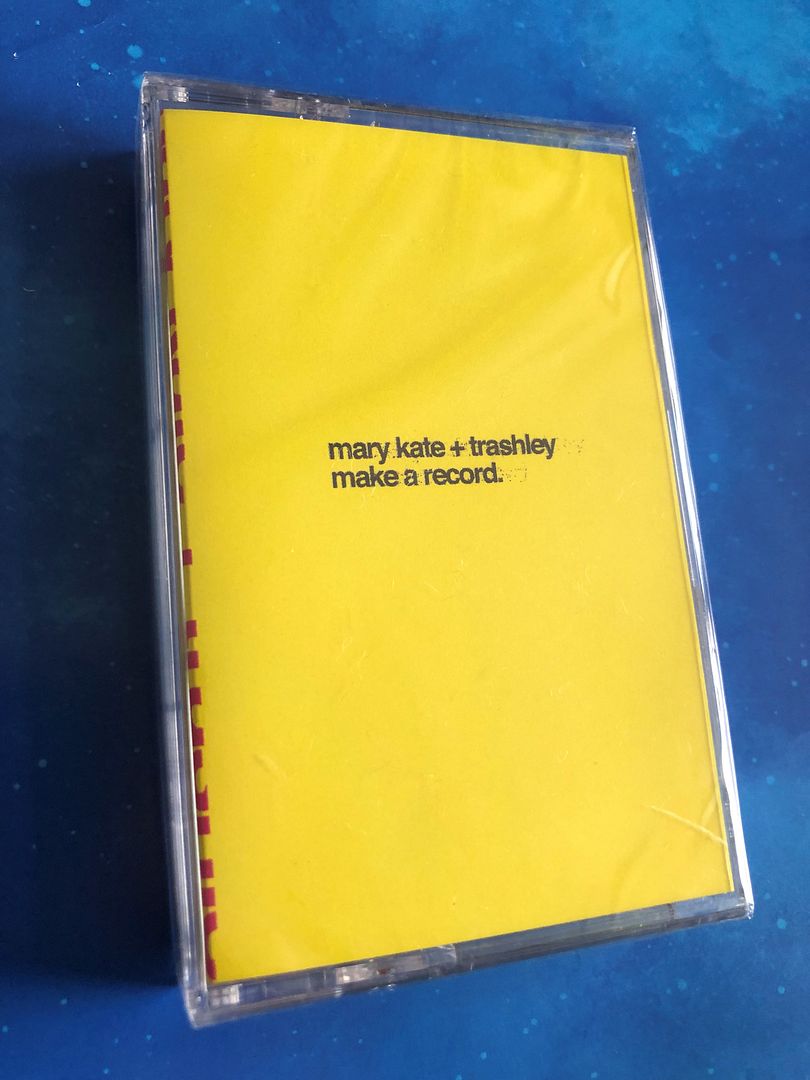 mary kate + trashley
make a record.